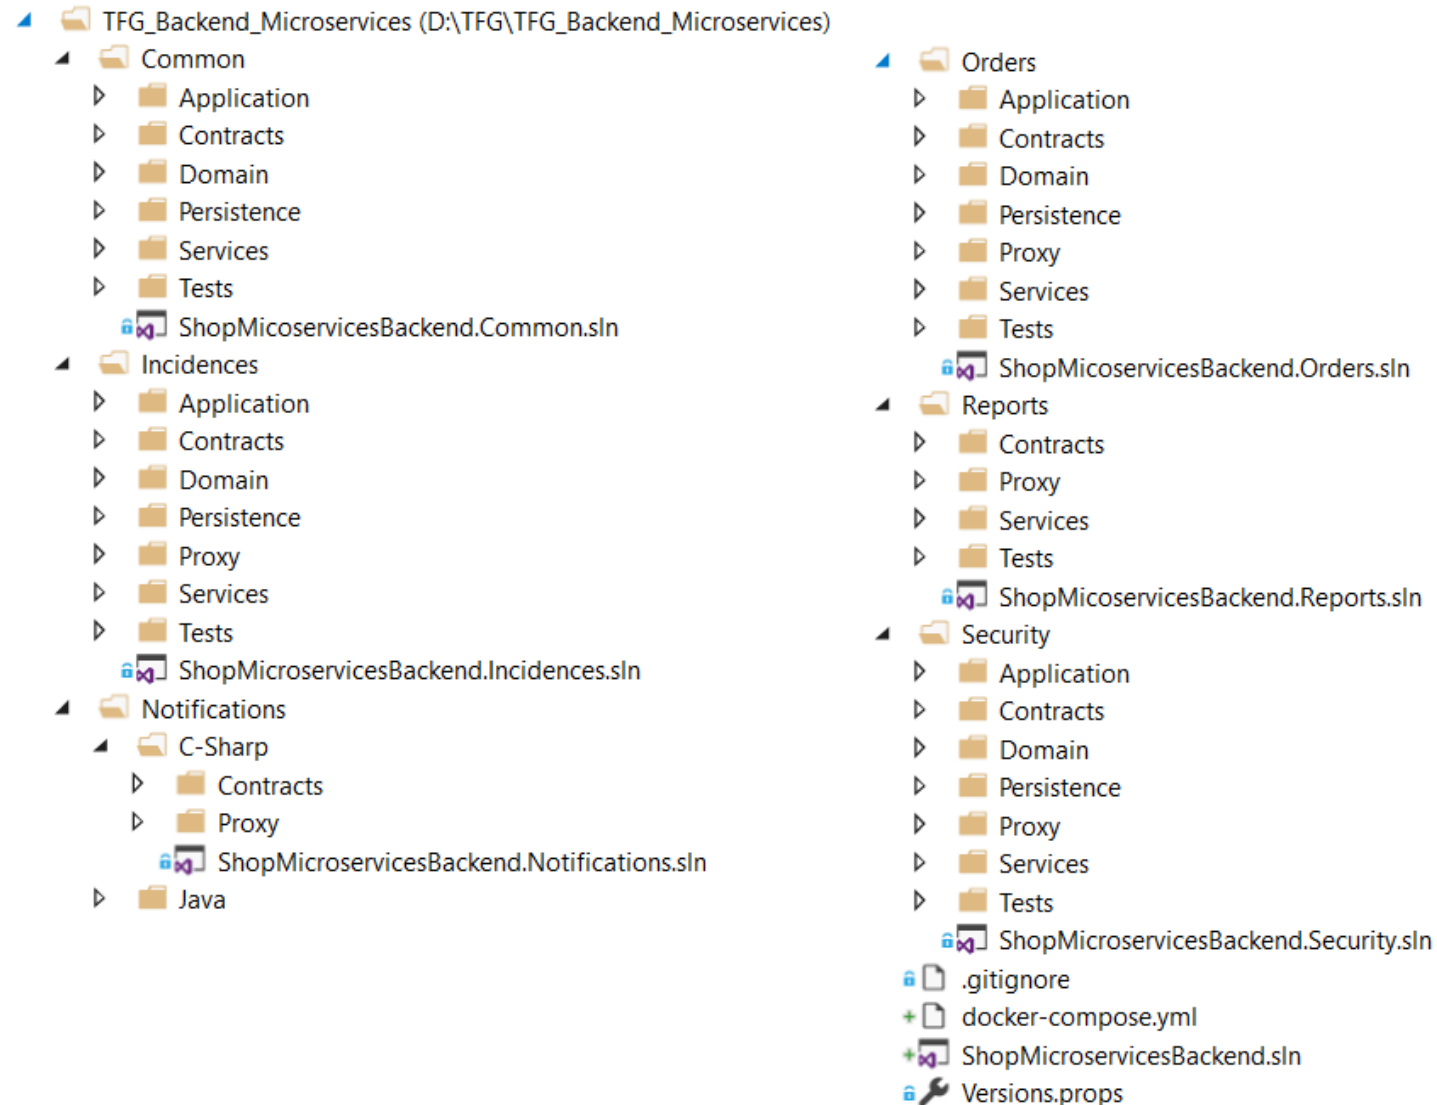 TFG_Backend_Microservices (D:\TFG\TFG_Backend_Microservices)
Common
Application
Contracts
Domain
Persistence
Services
Tests
ShopMicoservicesBackend.Common.sln
Incidences
Application
Contracts
Domain
Persistence
Proxy
Services
Tests
ShopMicroservicesBackend.Incidences.sln
Notifications
C-Sharp
Contracts
Proxy
ShopMicroservicesBackend.Notifications.sln
Java
Orders
Application
Contracts
Domain
Persistence
Proxy
Services
Tests
ShopMicoservicesBackend.Orders.sln
Reports
Contracts
Proxy
Services
Tests
ShopMicoservicesBackend.Reports.sln
Security
Application
Contracts
Domain
Persistence
Proxy
Services
Tests
ShopMicroservicesBackend.Security.sln
.gitignore
docker-compose.yml
ShopMicroservicesBackend.sln
Versions.props